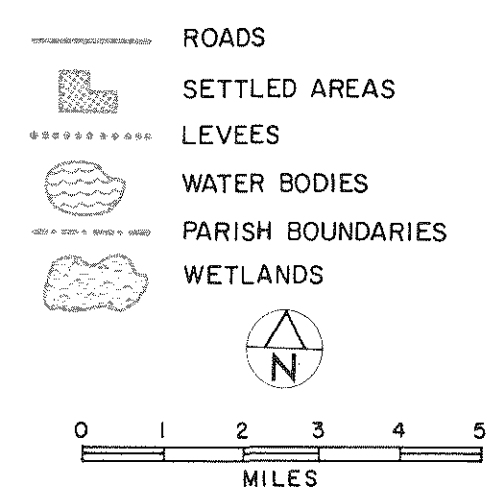 ROADS
SETTLED AREAS
LEVEES
WATER BODIES
PARISH BOUNDARIES
WETLANDS
N
0 1 2 3 4 5
MILES